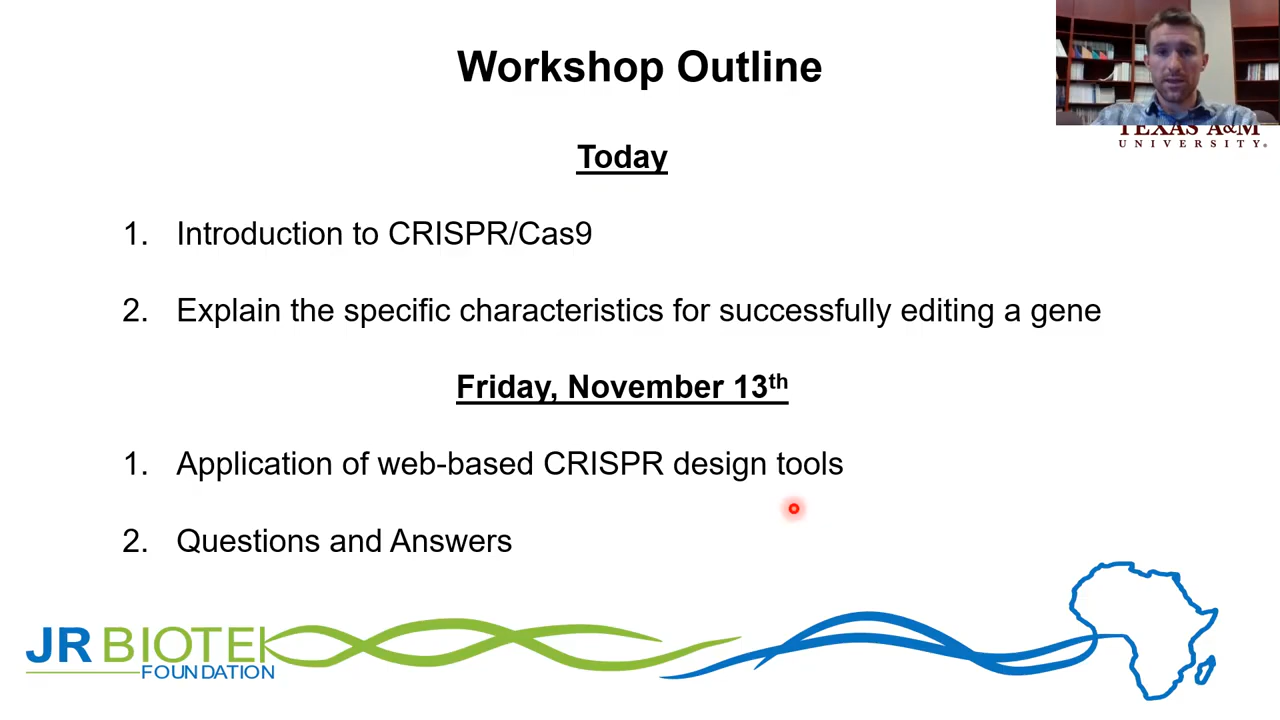 Workshop Outline
TEXAS A&M
UNIVERSITY®
Today
1. Introduction to CRISPR/Cas9
2. Explain the specific characteristics for successfully editing a gene
Friday, November 13th
1. Application of web-based CRISPR design tools
2. Questions and Answers
JR BIOTEK
FOUNDATION